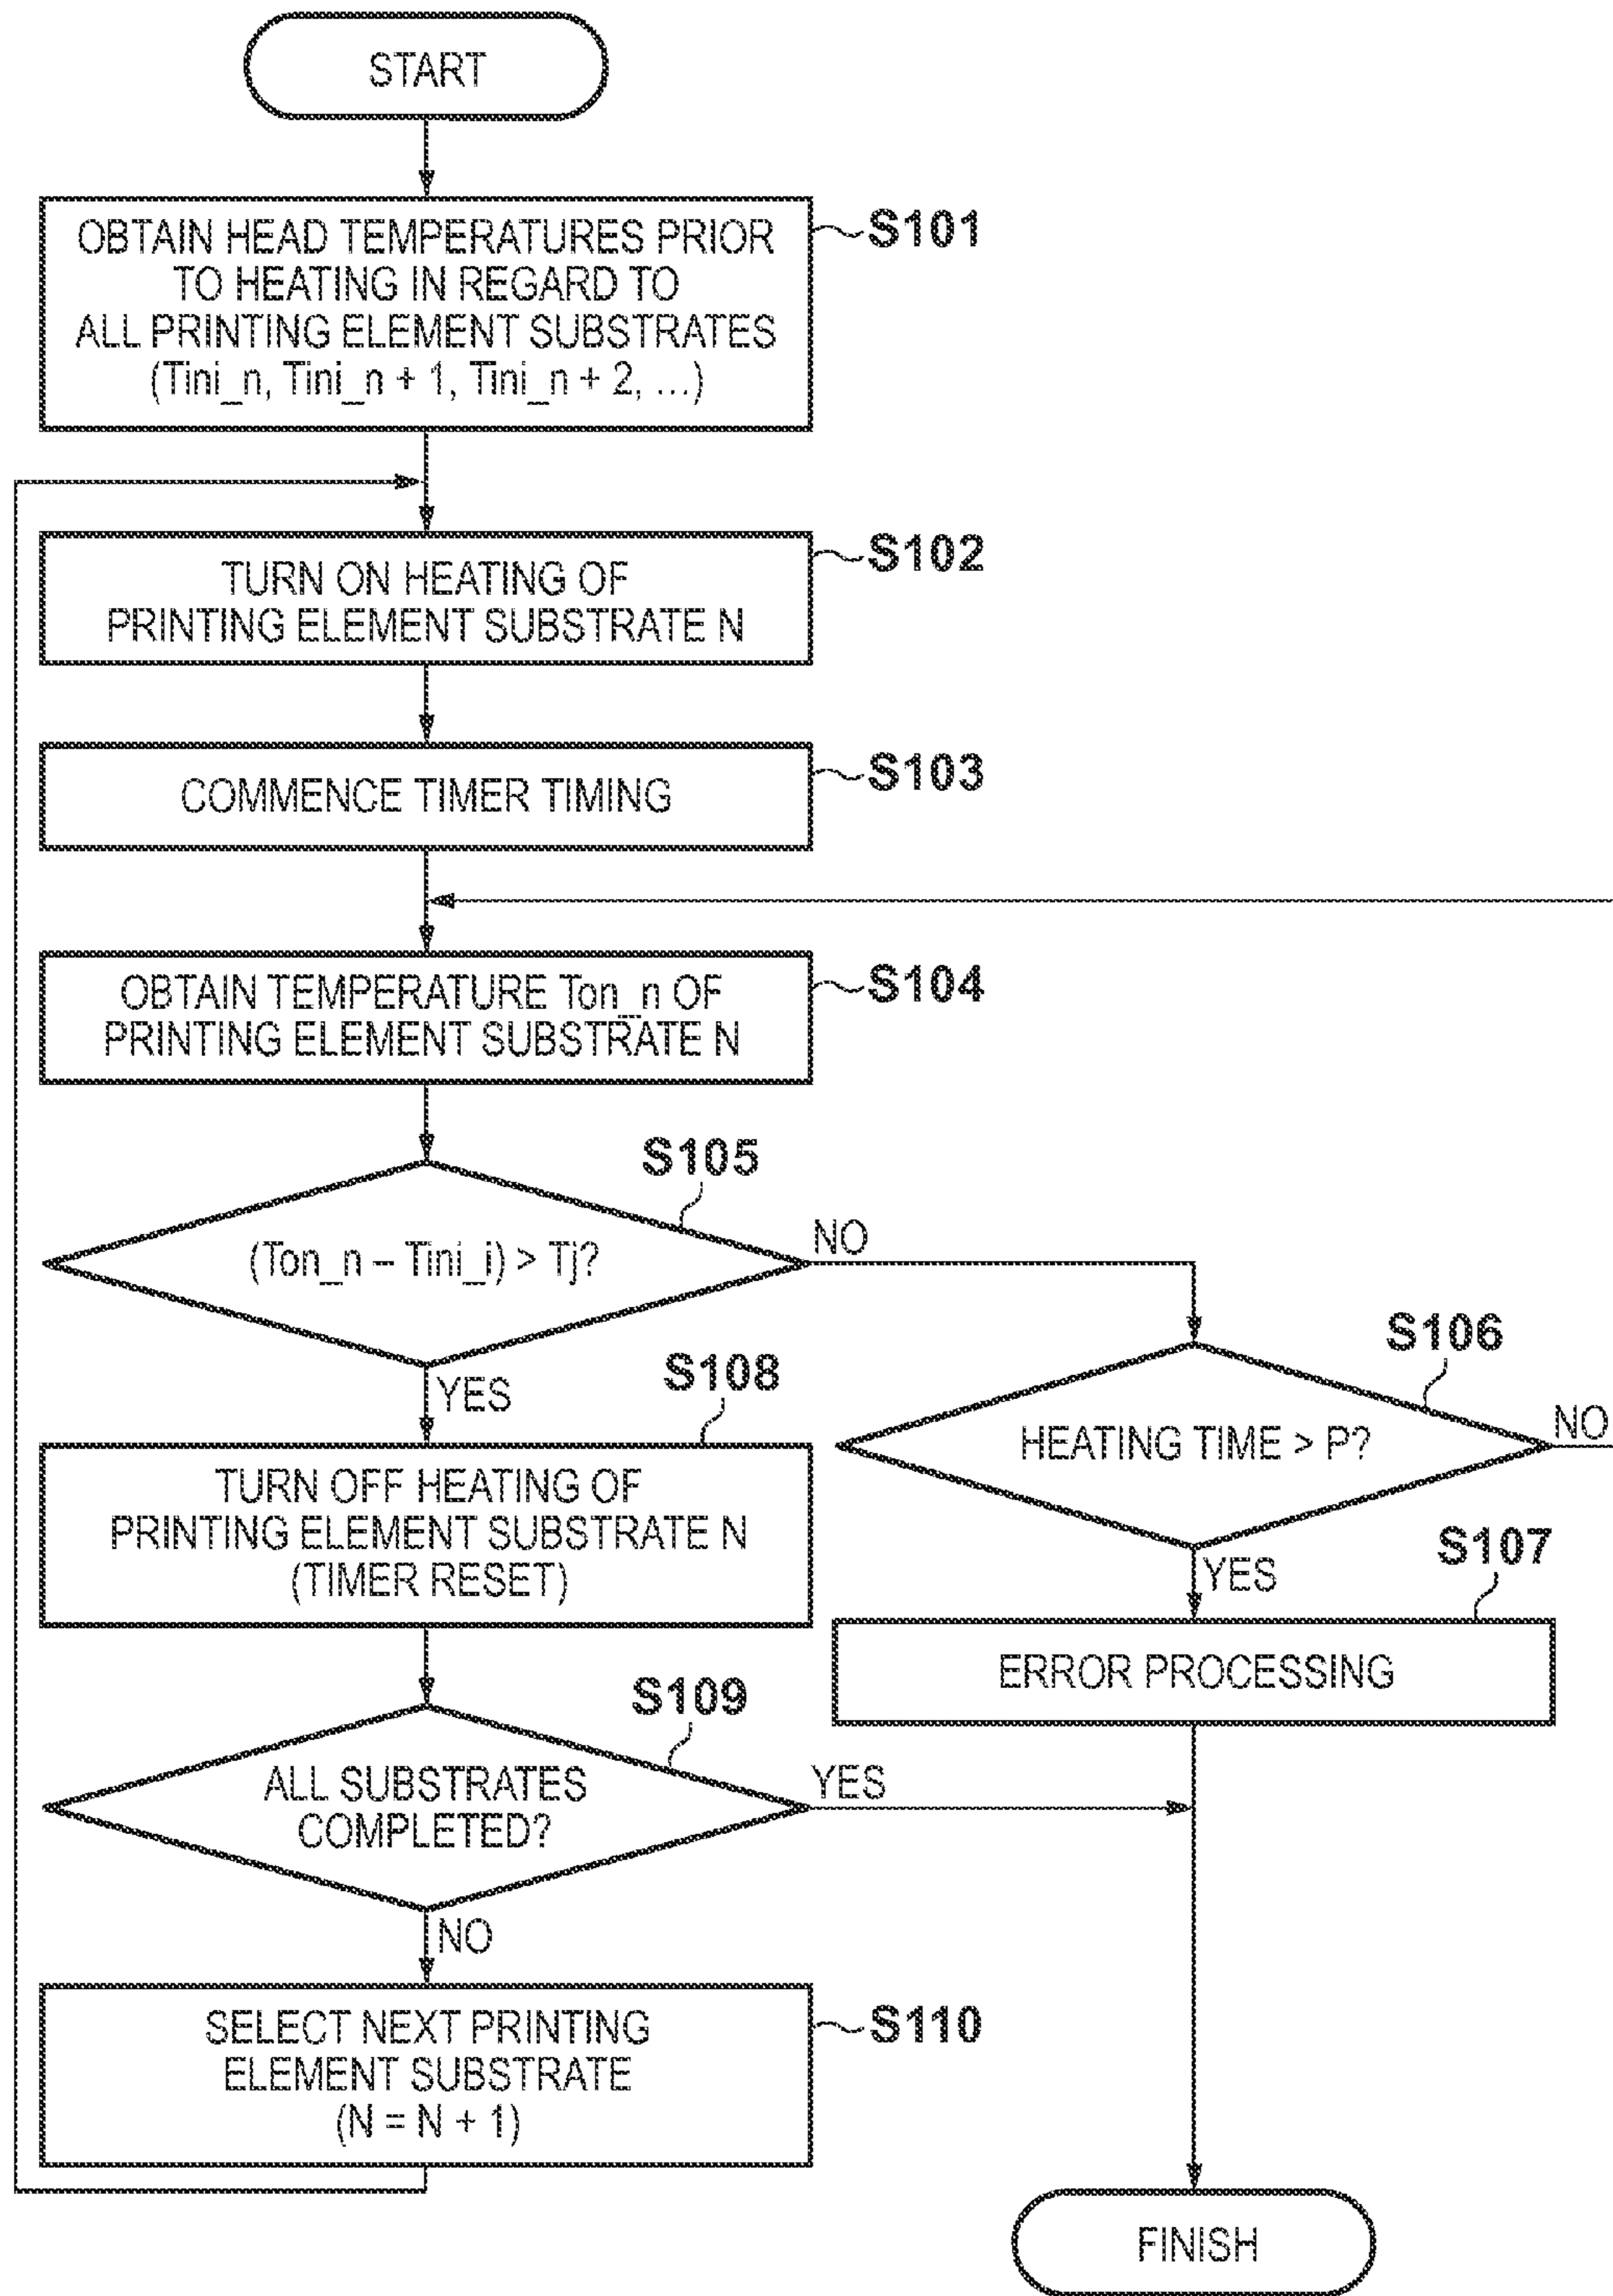 START
OBTAIN HEAD TEMPERATURES PRIOR
TO HEATING IN REGARD TO
ALL PRINTING ELEMENT SUBSTRATES
(Tini_n, Tini_n + 1, Tini_n + 2, ...)
S101
TURN ON HEATING OF
PRINTING ELEMENT SUBSTRATE N
S102
COMMENCE TIMER TIMING
S103
OBTAIN TEMPERATURE Ton_n OF
PRINTING ELEMENT SUBSTRATE N
S104
S105
(Ton_n – Tini_i) > Tj?
NO
YES
S106
HEATING TIME > P?
NO
YES
S107
ERROR PROCESSING
S108
TURN OFF HEATING OF
PRINTING ELEMENT SUBSTRATE N
(TIMER RESET)
S109
ALL SUBSTRATES
COMPLETED?
YES
NO
SELECT NEXT PRINTING
ELEMENT SUBSTRATE
(N = N + 1)
S110
FINISH